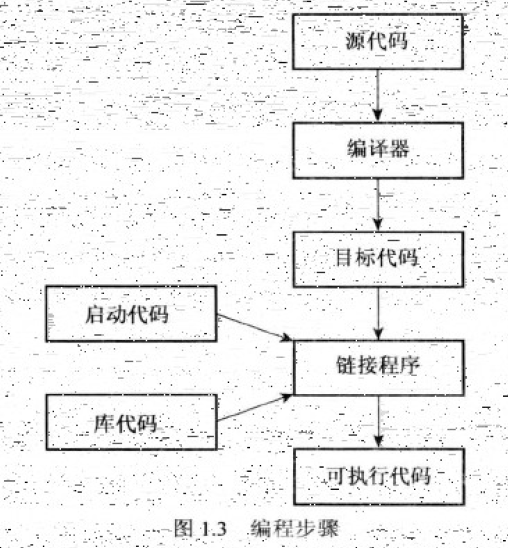 源代码
编译器
目标代码
启动代码
链接程序
库代码
可执行代码
图 1.3 编程步骤